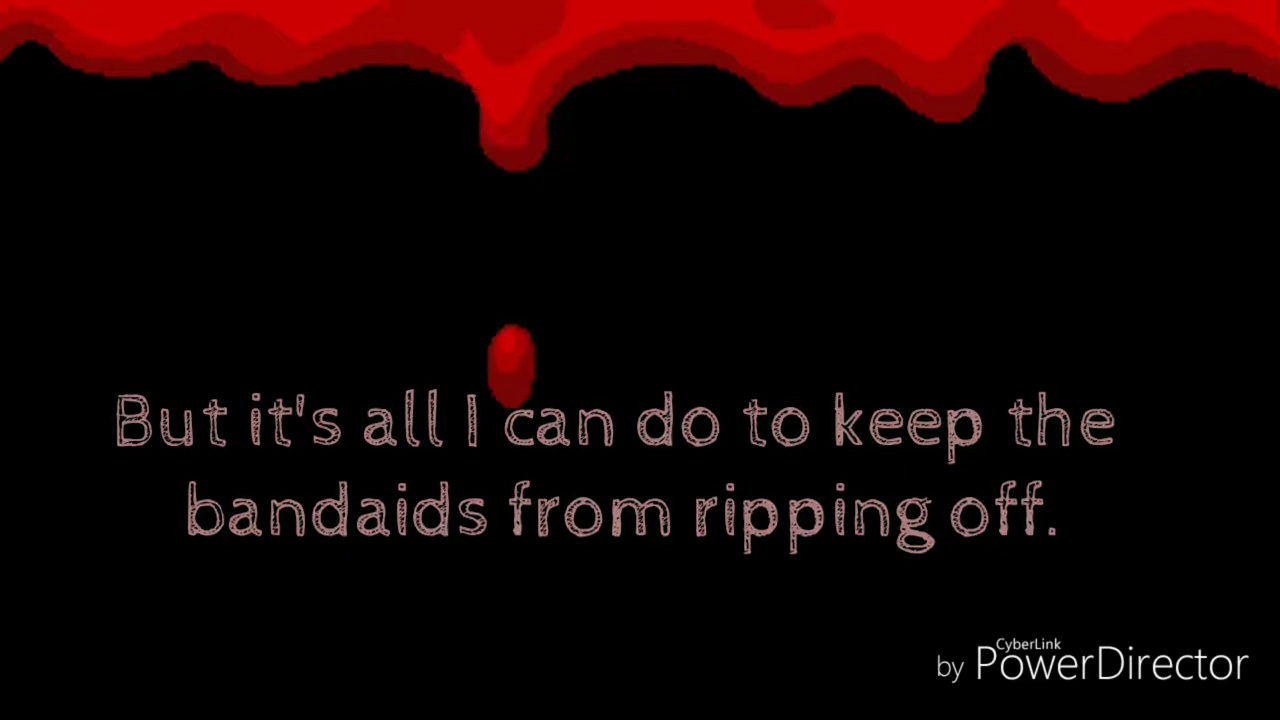 But it's all I can do to keep the
bandaids from ripping off.
CyberLink
by PowerDirector